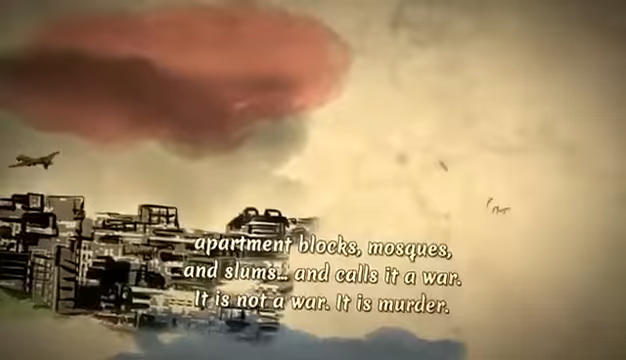 apartment blocks, mosques,
and slums... and calls it a war.
It is not a war. It is murder.